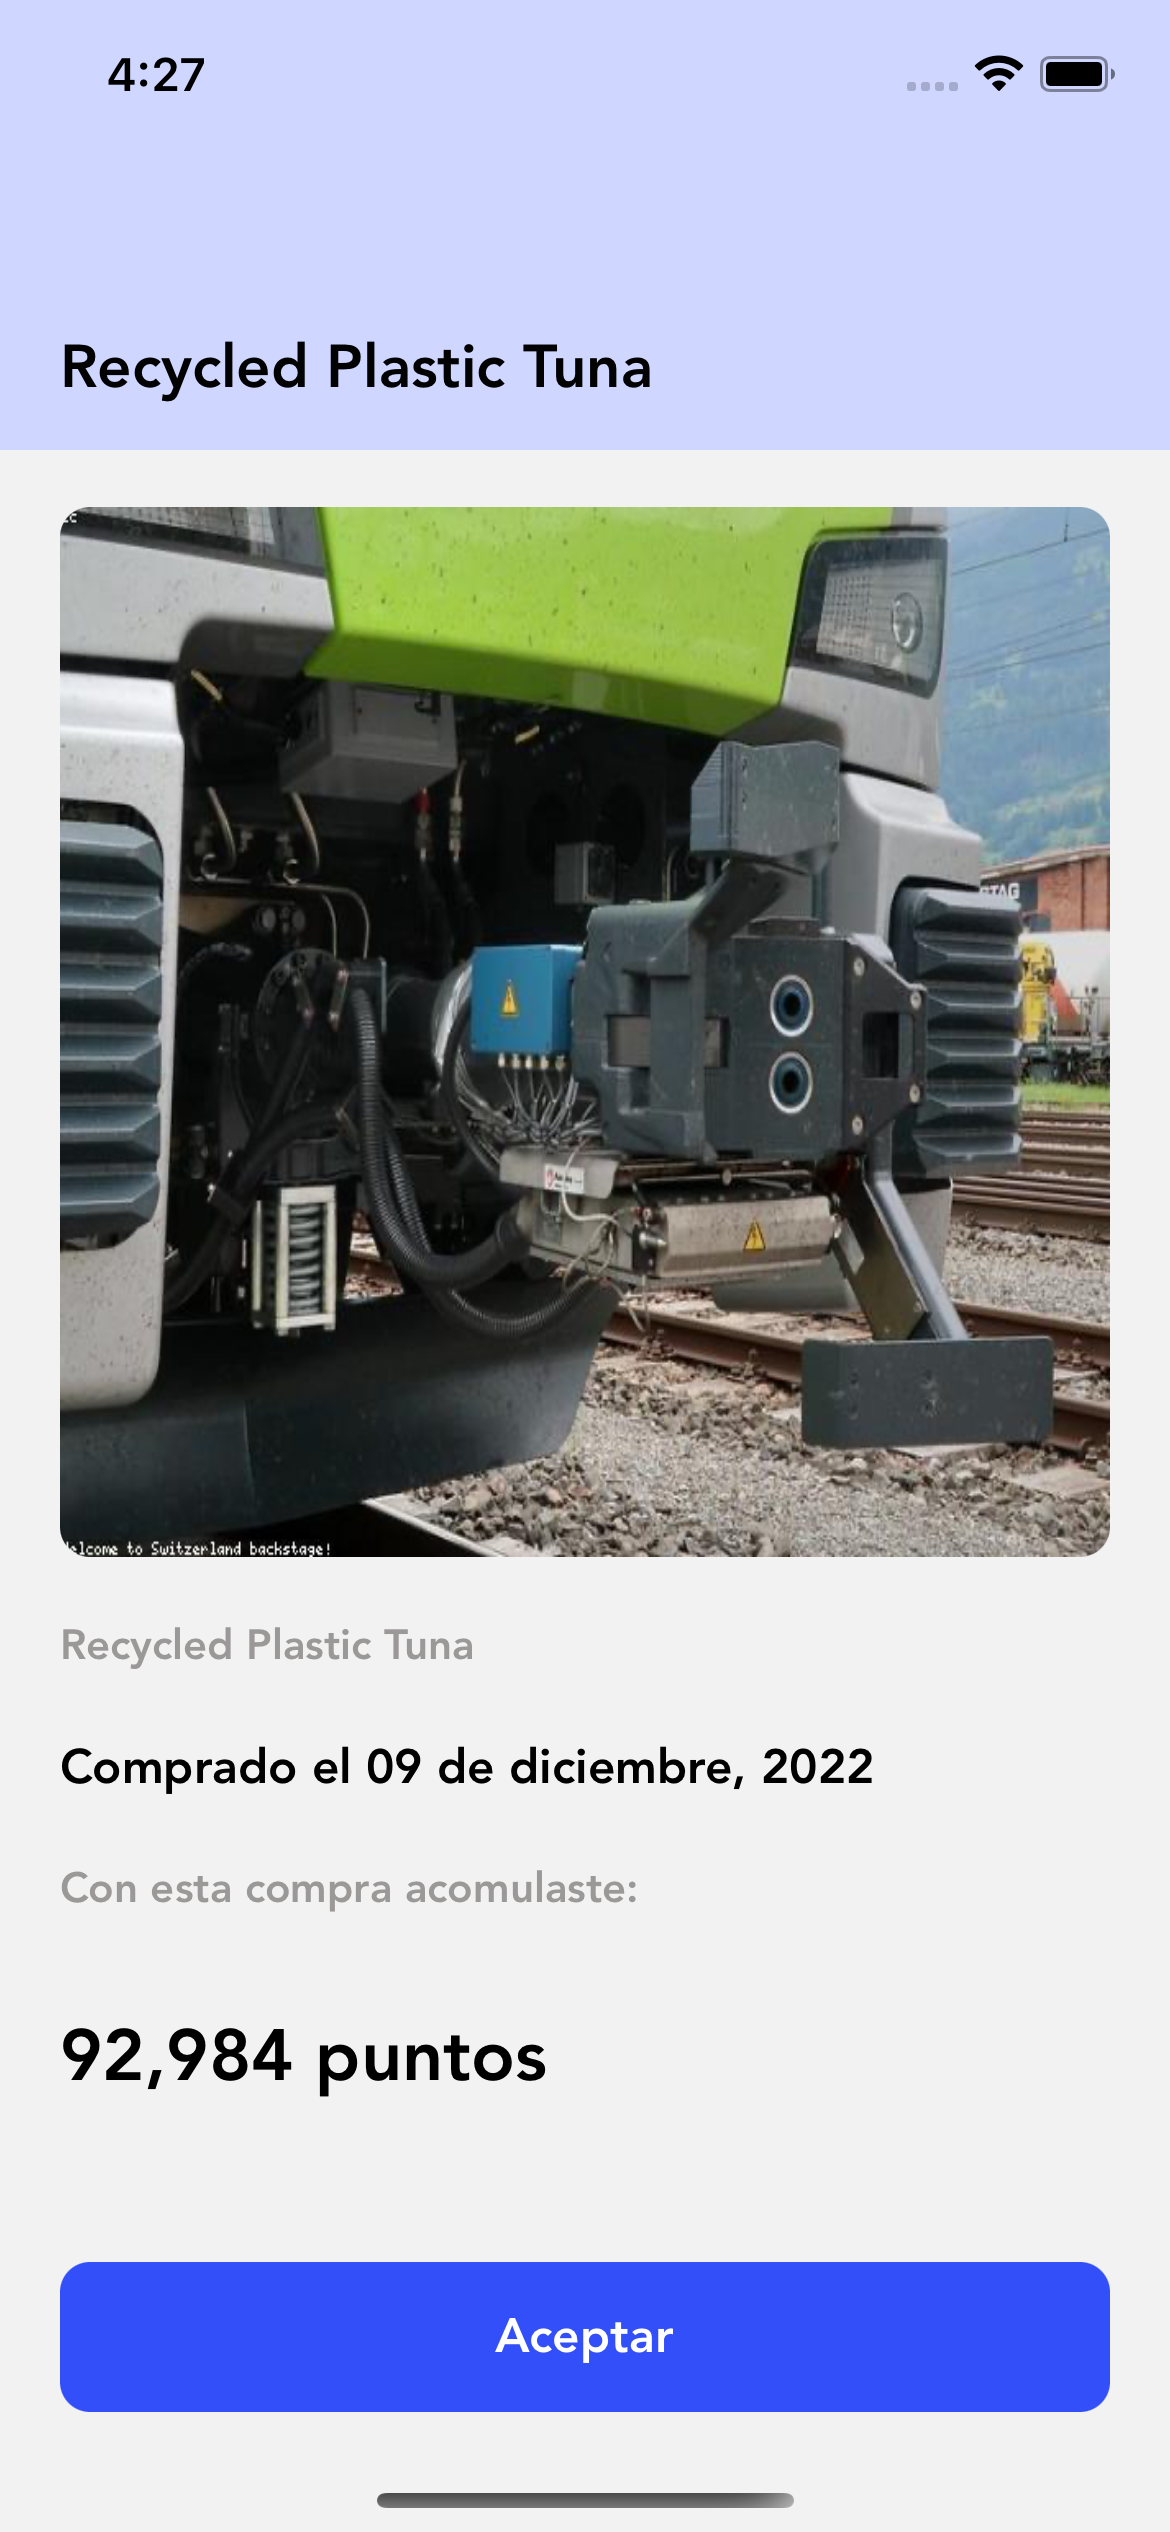 4:27
Recycled Plastic Tuna
TAG
elcome to Switzerland backstage!
Recycled Plastic Tuna
Comprado el 09 de diciembre, 2022
Con esta compra acomulaste:
92,984 puntos
Aceptar